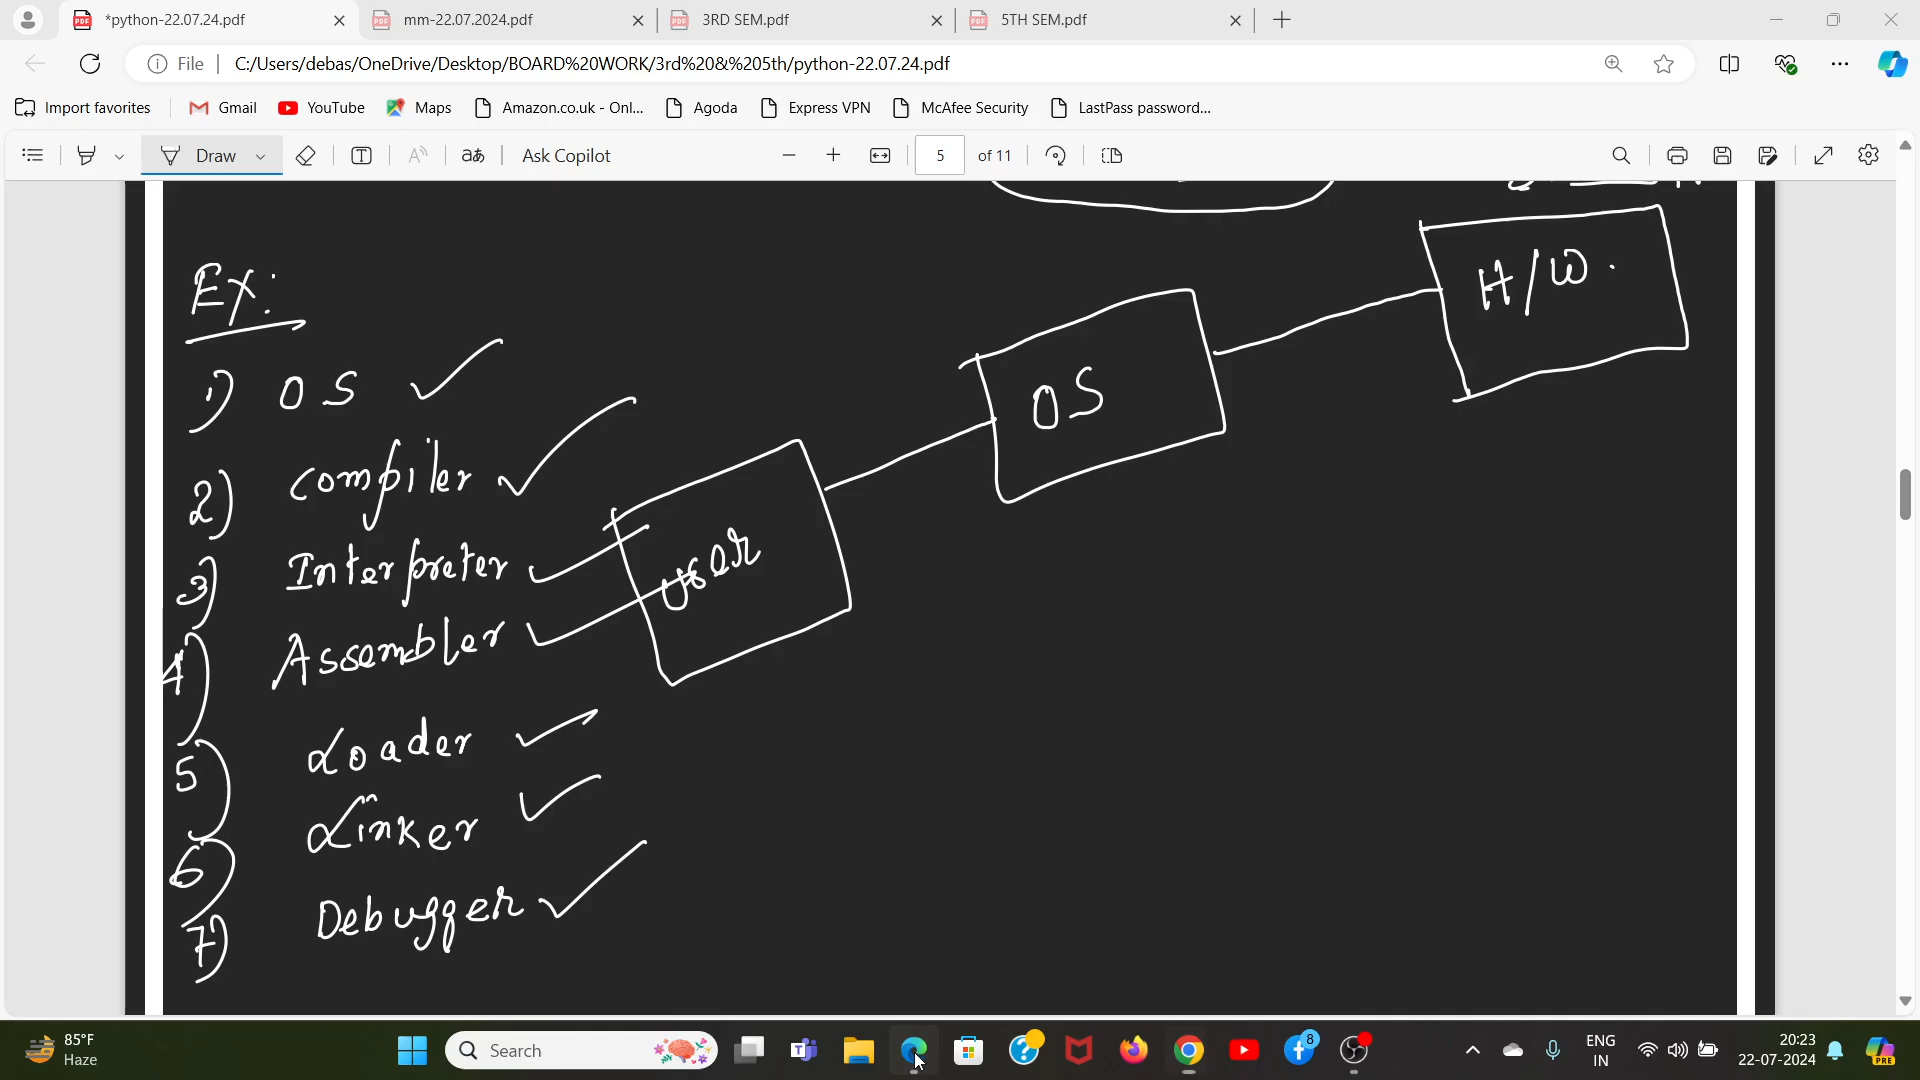 *python-22.07.24.pdf
mm-22.07.2024.pdf
3RD SEM.pdf
5TH SEM.pdf
File
C:/Users/debas/OneDrive/Desktop/BOARD%20WORK/3rd%20&%205th/python-22.07.24.pdf
Import favorites
Gmail
YouTube
Maps
Amazon.co.uk - Onl...
Agoda
Express VPN
McAfee Security
LastPass password...
Draw
Ask Copilot
5 of 11
Ex:
1) OS
2) Compiler
3) Interpreter
4) Assembler
5) Loader
6) Linker
7) Debugger
User
OS
H/W.
85°F
Haze
Search
8
ENG
IN
20:23
22-07-2024
PRE